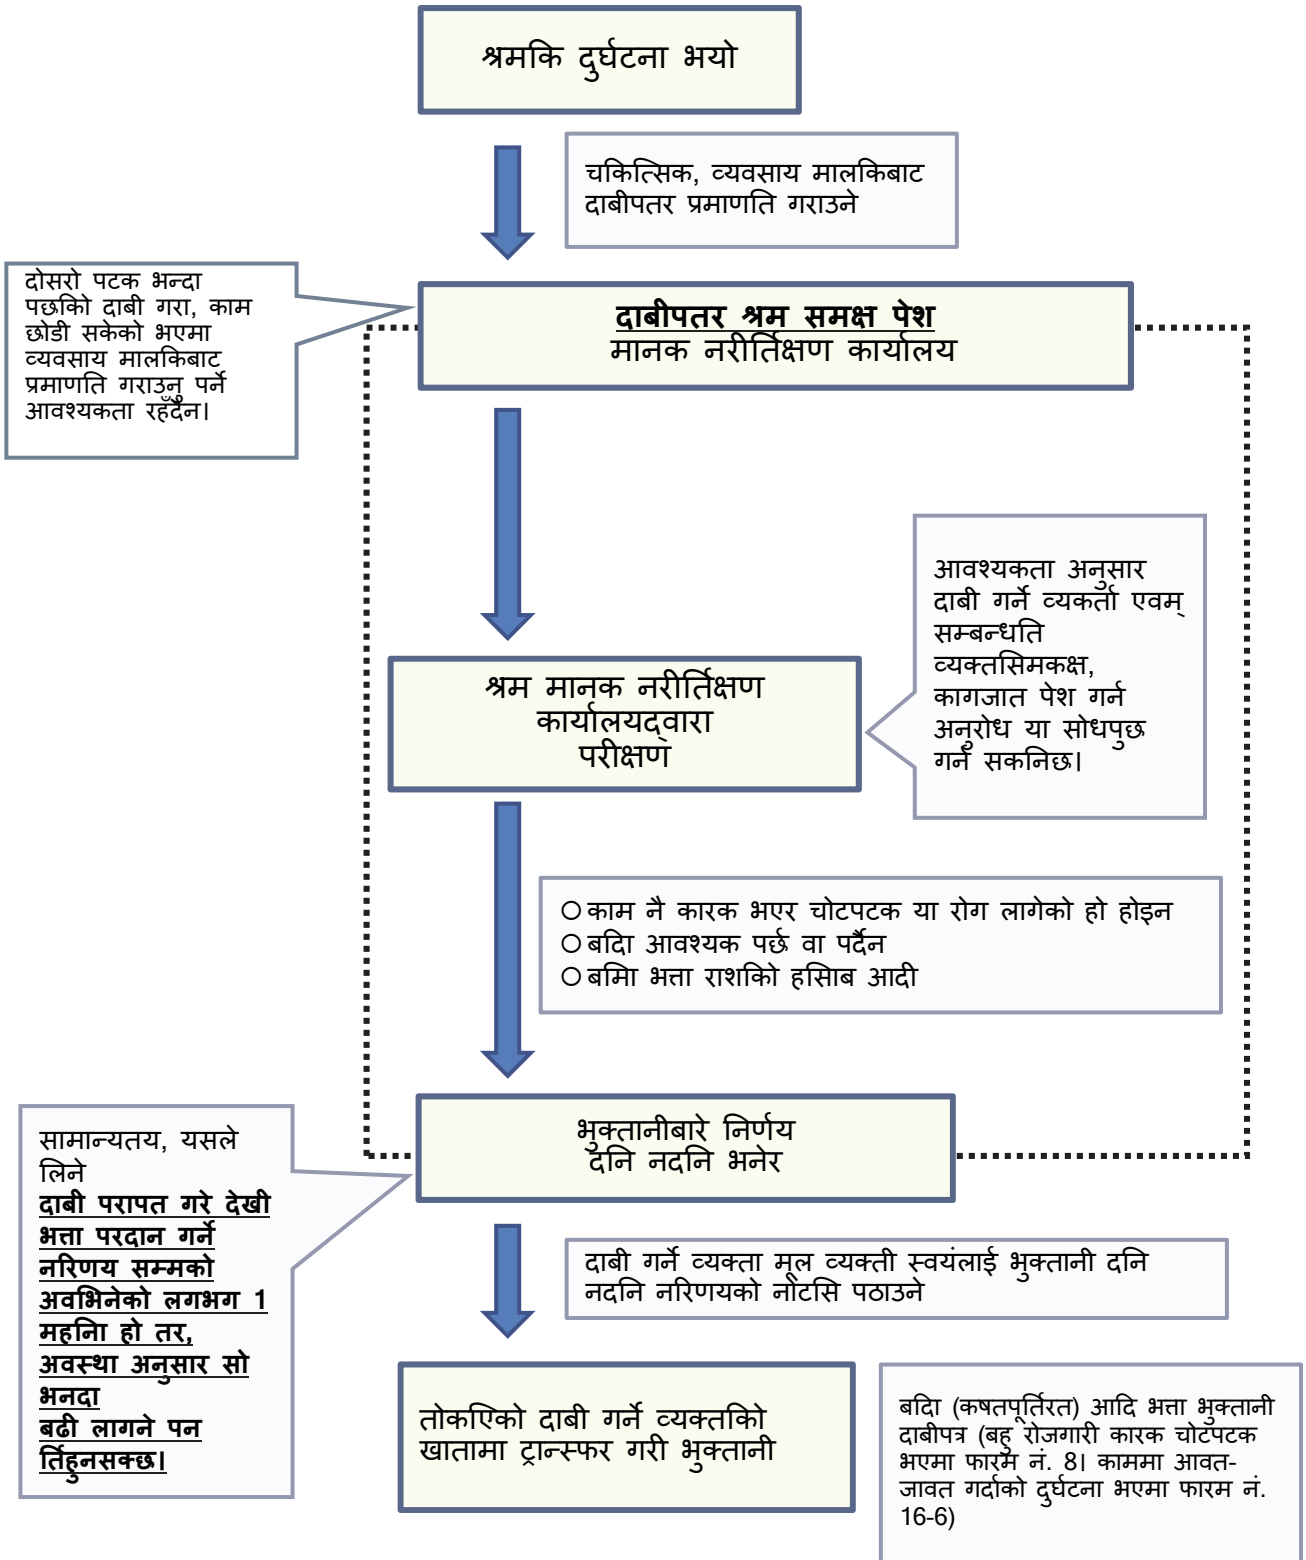 श्रमकि दुर्घटना भयो
चकित्सिक, व्यवसाय मालकिबाट
दाबीपतर प्रमाणति गराउने
दोसरो पटक भन्दा
पछकिो दाबी गरा, काम
छोडी सकेको भएमा
व्यवसाय मालकिबाट
प्रमाणति गराउनु पर्ने
आवश्यकता रहँदैन।
दाबीपतर श्रम समक्ष पेश
मानक नरीर्तिक्षण कार्यालय
आवश्यकता अनुसार
दाबी गर्ने व्यकर्ता एवम्
सम्बन्धति
व्यक्तसिमकक्ष,
कागजात पेश गर्न
अनुरोध या सोधपुछ
गर्न सकनिछ।
श्रम मानक नरीर्तिक्षण
कार्यालयद्वारा
परीक्षण
○ काम नै कारक भएर चोटपटक या रोग लागेको हो होइन
○ बदिा आवश्यक पर्छ वा पर्दैन
○ बमिा भत्ता राशकिो हसिाब आदी
भुक्तानीबारे निर्णय
दनि नदनि भनेर
सामान्यतय, यसले
लिने
दाबी परापत गरे देखी
भत्ता परदान गर्ने
नरिणय सम्मको
अवभिनेको लगभग 1
महनिा हो तर,
अवस्था अनुसार सो
भनदा
बढी लागने पन
र्तिहुनसक्छ।
दाबी गर्ने व्यक्ता मूल व्यक्ती स्वयंलाई भुक्तानी दनि
नदनि नरिणयको नोटसि पठाउने
तोकएिको दाबी गर्ने व्यक्तकिो
खातामा ट्रान्स्फर गरी भुक्तानी
बदिा (कषतपूर्तिरत) आदि भत्ता भुक्तानी
दाबीपत्र (बहु रोजगारी कारक चोटपटक
भएमा फारम नं. 8। काममा आवत-
जावत गर्दाको दुर्घटना भएमा फारम नं.
16-6)